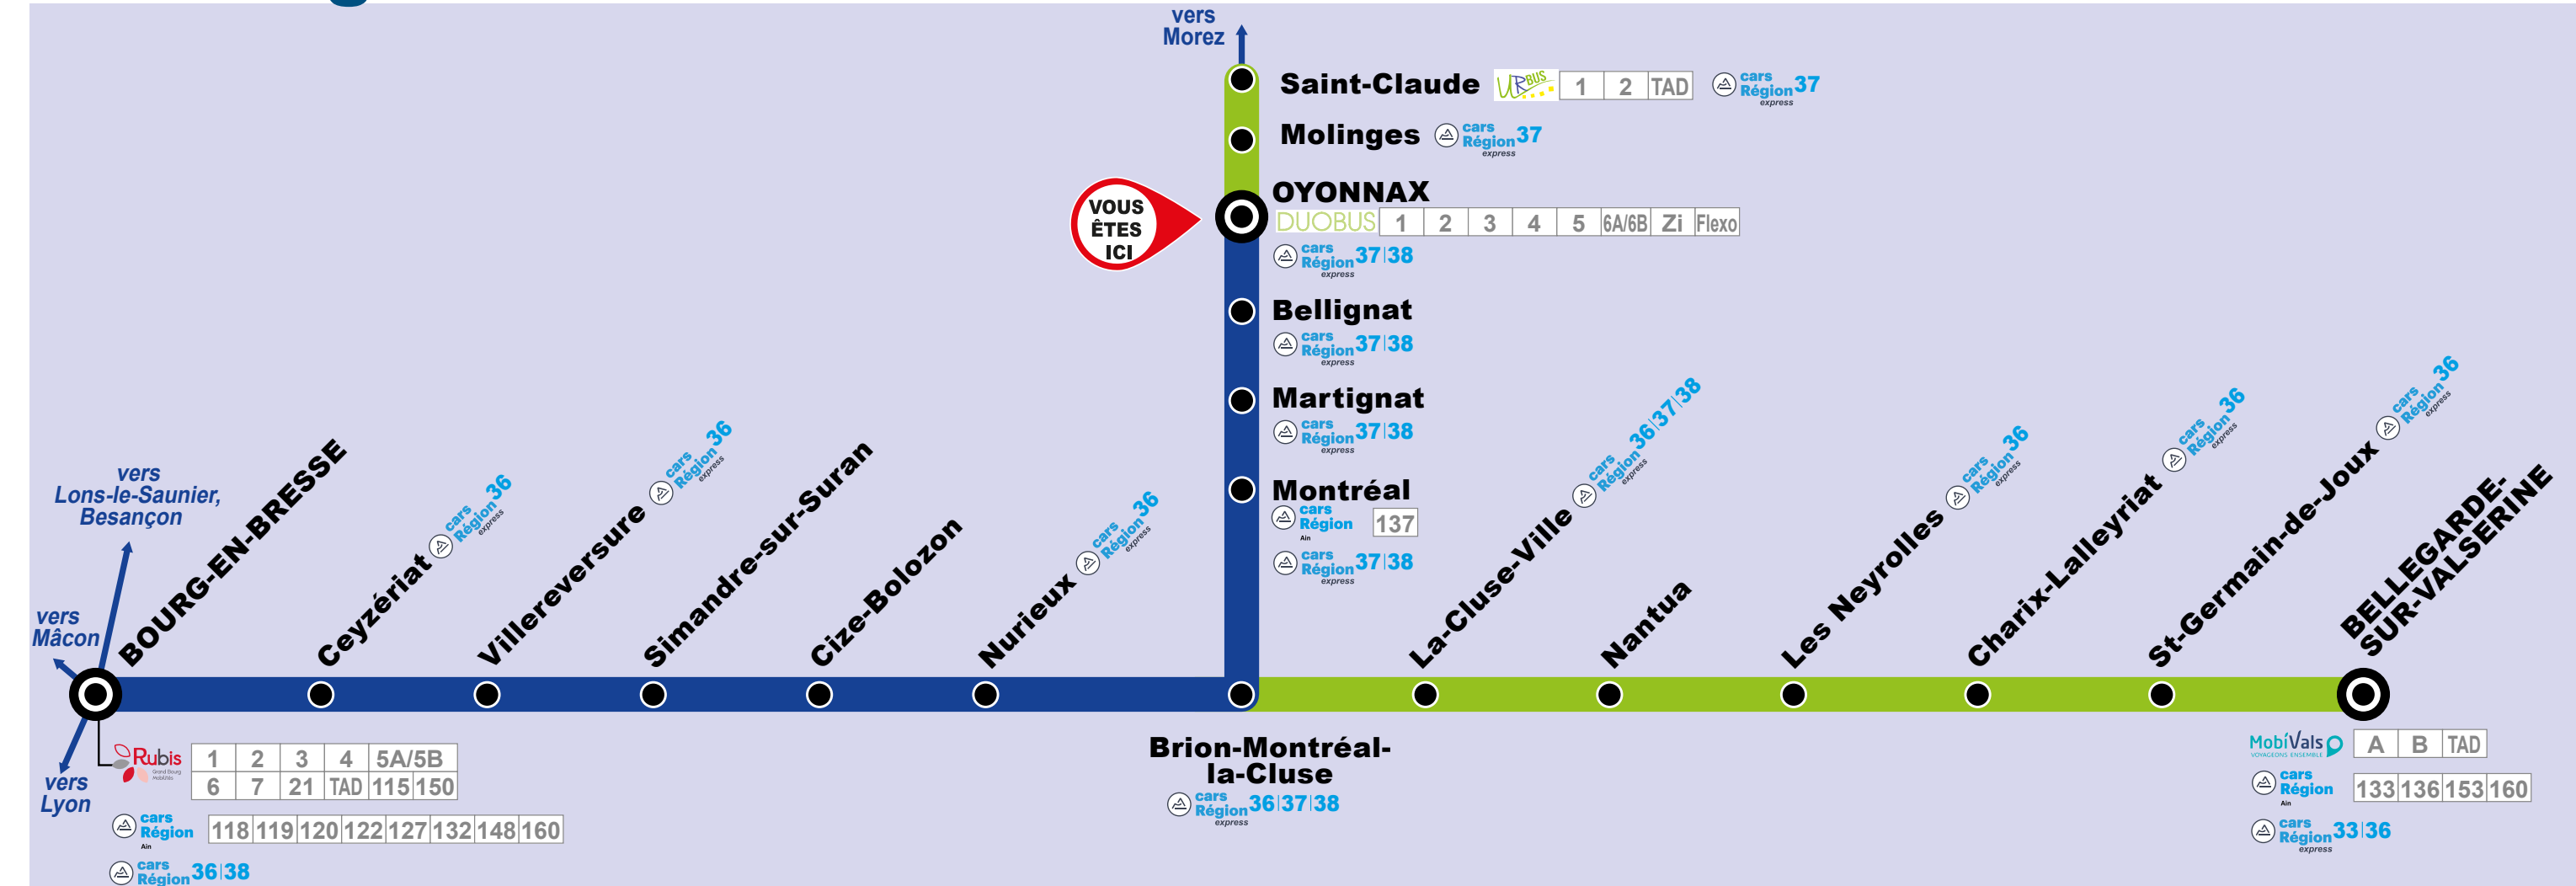 vers
Morez
Saint-Claude URBUS 1 2 TAD cars Région express 37
Molinges cars Région express 37
VOUS
ÊTES
ICI
OYONNAX
DUOBUS 1 2 3 4 5 6A/6B Zi Flexo
cars Région express 37|38
Bellignat
cars Région express 37|38
Martignat
cars Région express 37|38
Montréal
cars Région Ain 137
cars Région express 37|38
vers
Lons-le-Saunier,
Besançon
vers
Mâcon
vers
Lyon
BOURG-EN-BRESSE
Ceyzériat cars Région express 36
Villereversure cars Région express 36
Simandre-sur-Suran
Cize-Bolozon
Nurieux cars Région express 36
Brion-Montréal-
la-Cluse
cars Région express 36|37|38
La-Cluse-Ville cars Région express 36|37|38
Nantua
Les Neyrolles cars Région express 36
Charix-Lalleyriat cars Région express 36
St-Germain-de-Joux cars Région express 36
BELLEGARDE-
SUR-VALSERINE
Rubis Grand Bourg Mobilités
1 2 3 4 5A/5B
6 7 21 TAD 115 150
cars Région Ain 118 119 120 122 127 132 148 160
cars Région 36|38
MobiVals VOYAGEONS ENSEMBLE A B TAD
cars Région Ain 133 136 153 160
cars Région express 33|36